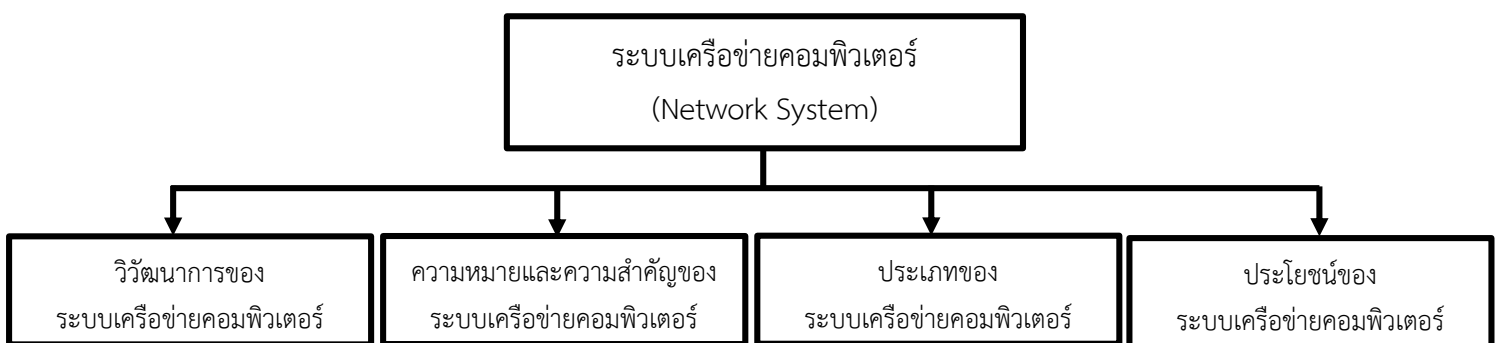 ระบบเครือข่ายคอมพิวเตอร์
(Network System)
วิวัฒนาการของ
ระบบเครือข่ายคอมพิวเตอร์
ความหมายและความสำคัญของ
ระบบเครือข่ายคอมพิวเตอร์
ประเภทของ
ระบบเครือข่ายคอมพิวเตอร์
ประโยชน์ของ
ระบบเครือข่ายคอมพิวเตอร์